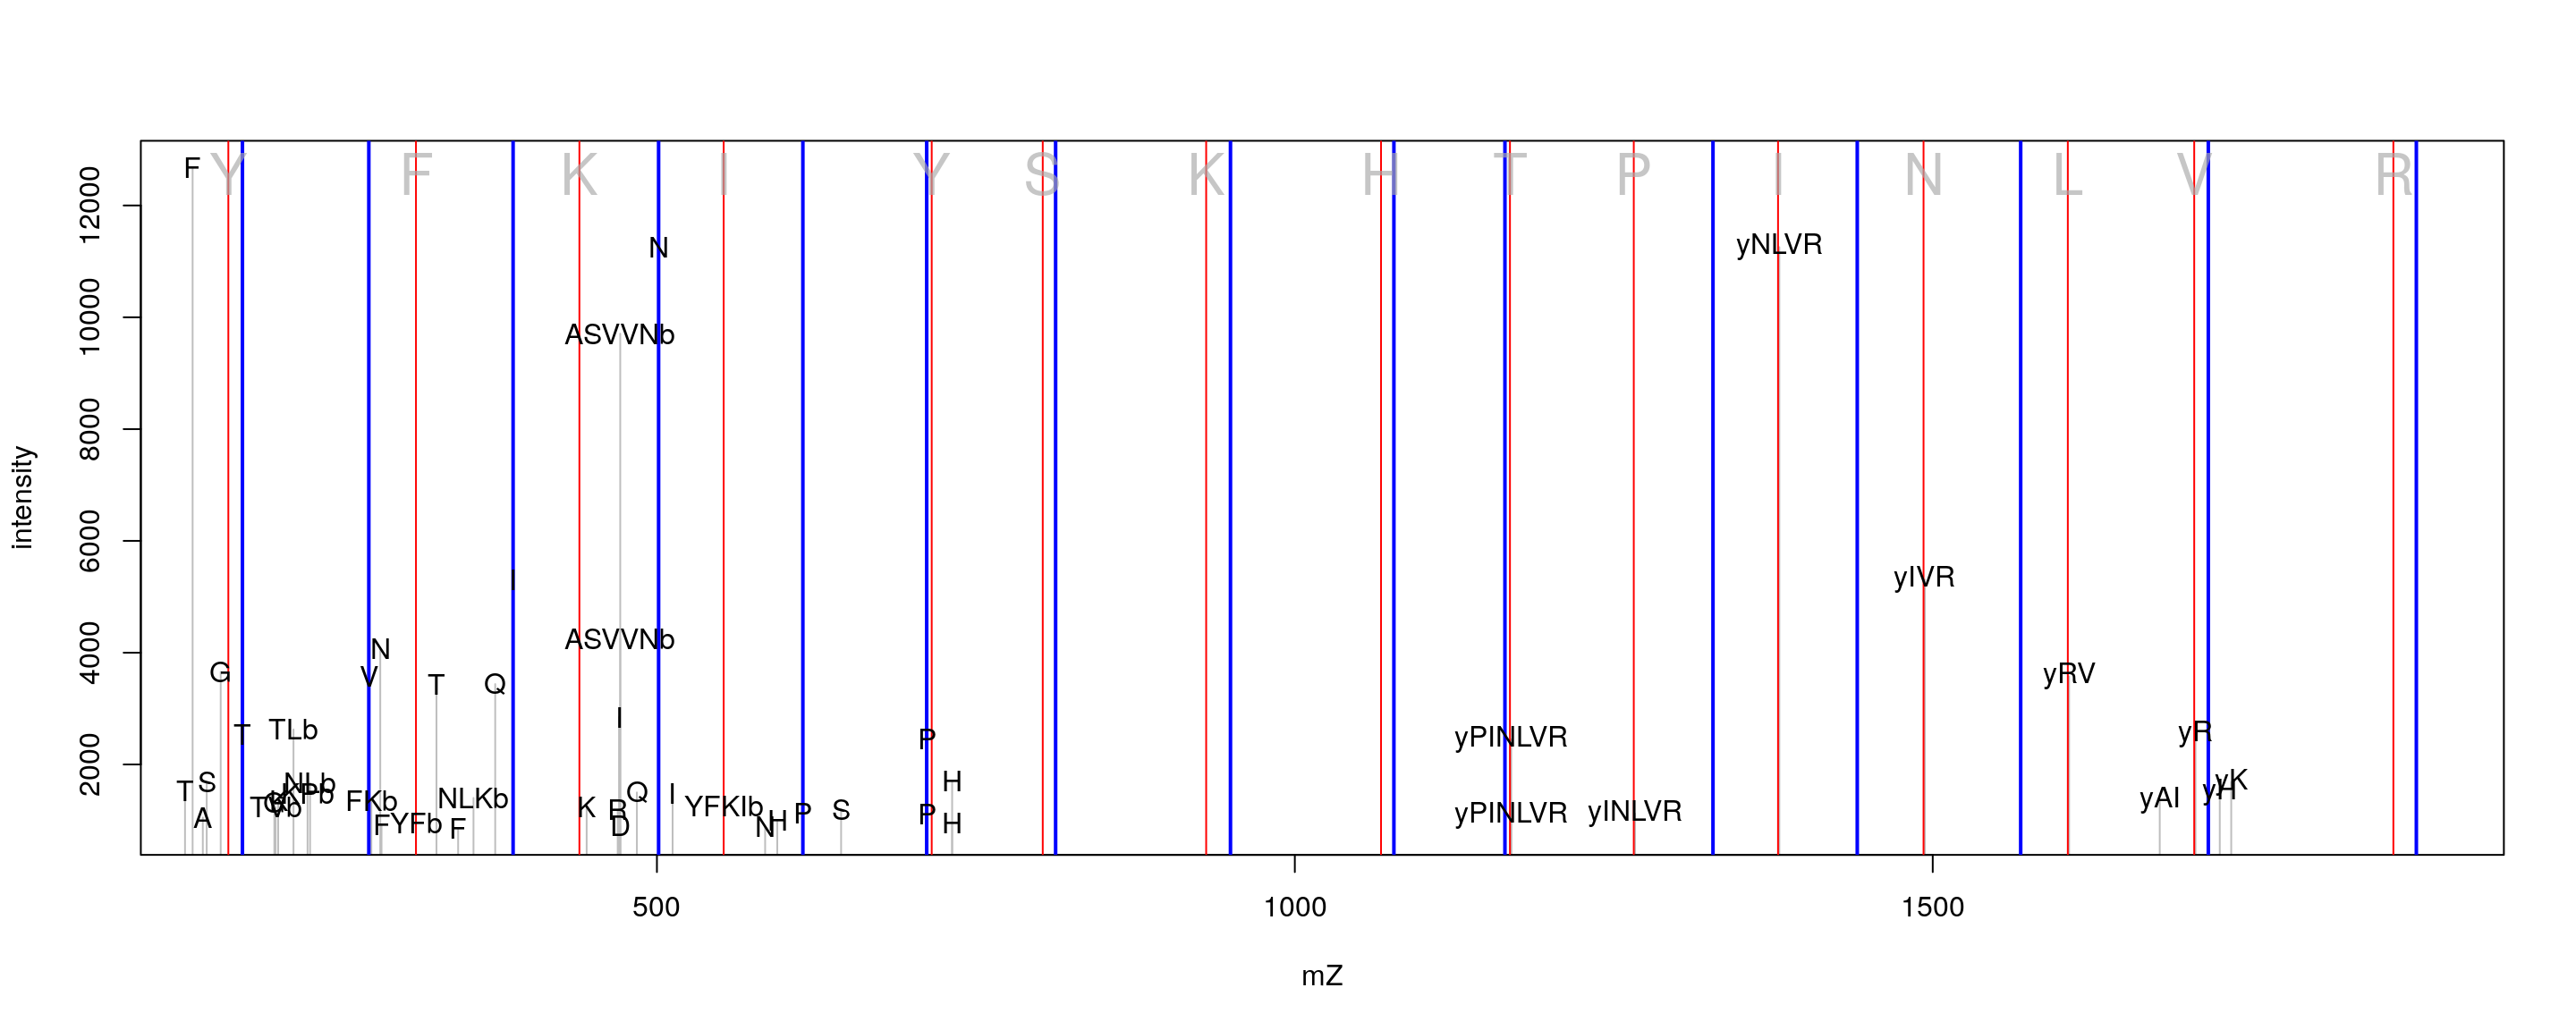 Y F K I Y S K H T P I N L V R
F
N
yNLVR
ASVVNb
I
yIVR
ASVVNb
N
V
G
T
Q
yRV
I
T
TLb
P
yPINLVR
yR
T
S
A
NLb
Pb
K
FKb
FYFb
NLKb
F
K
R
D
Q
I
YFKIb
N
H
P
S
P
H
H
yPINLVR
yINLVR
yAI
yH
yK
intensity
2000
4000
6000
8000
10000
12000
500 1000 1500
mZ